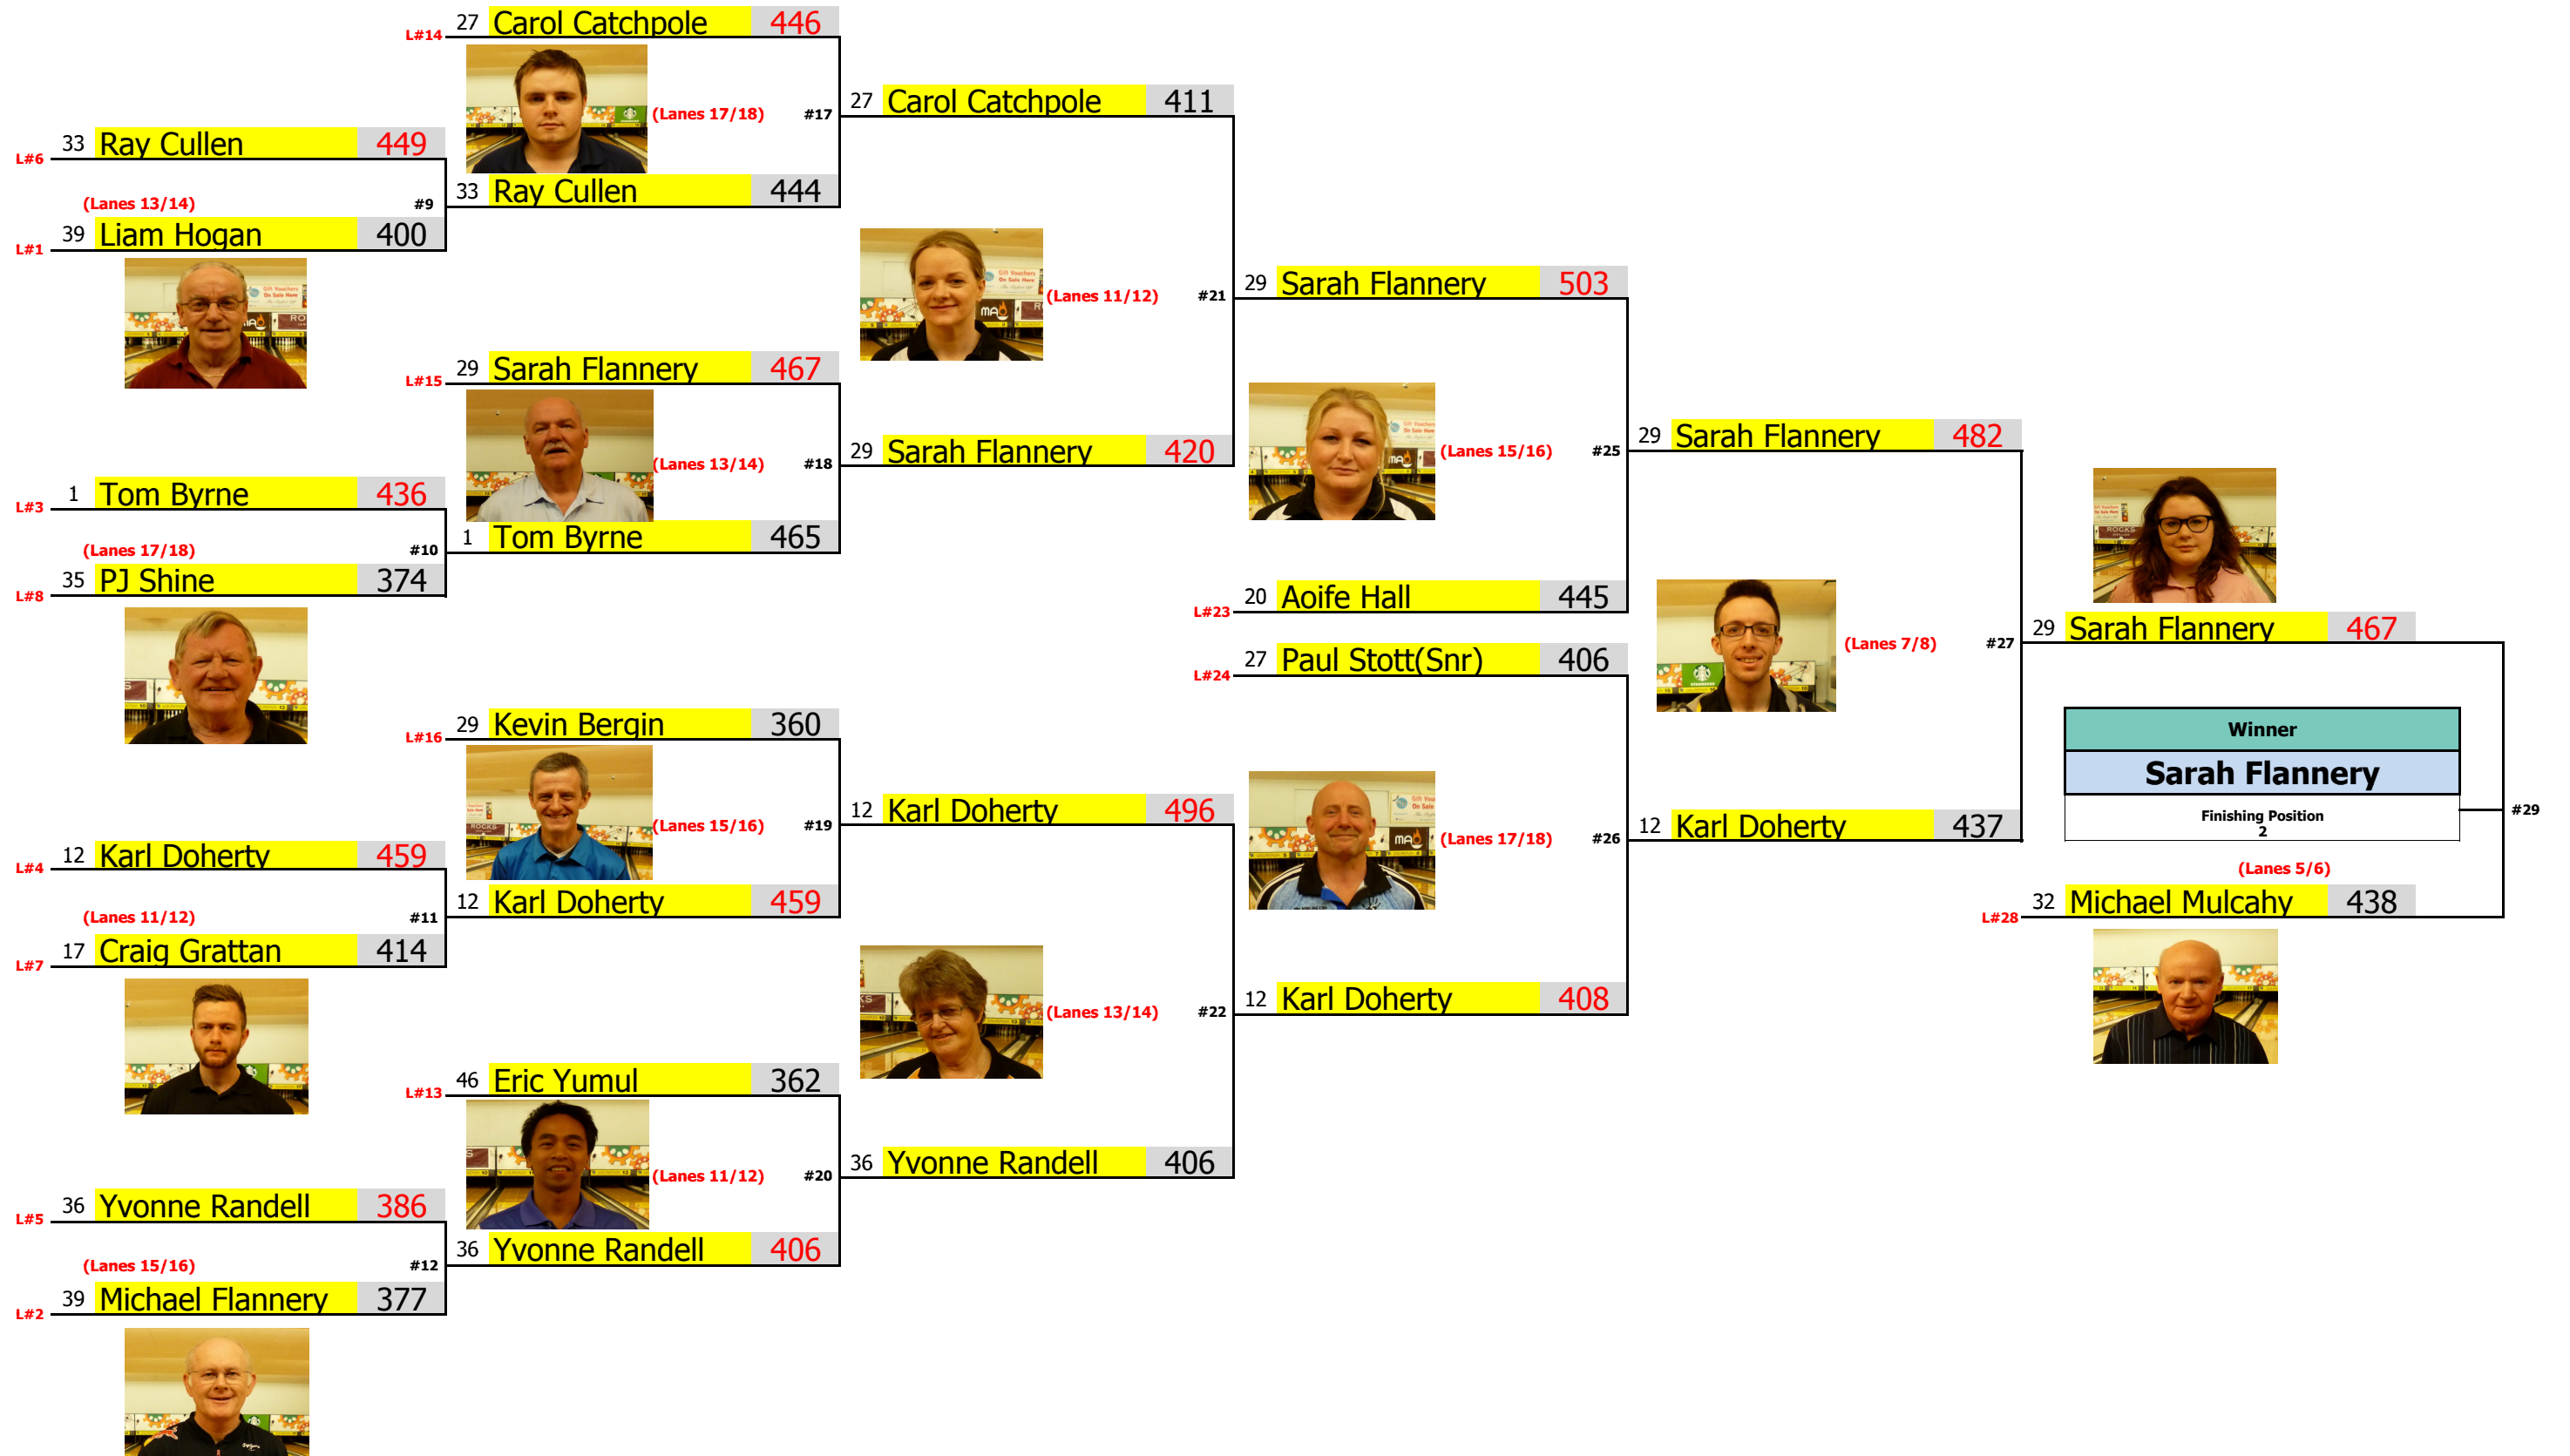 27 Carol Catchpole 446
L#14
(Lanes 17/18) #17
33 Ray Cullen 444
33 Ray Cullen 449
L#6
(Lanes 13/14) #9
39 Liam Hogan 400
L#1
27 Carol Catchpole 411
(Lanes 11/12) #21
29 Sarah Flannery 467
L#15
(Lanes 13/14) #18
1 Tom Byrne 465
1 Tom Byrne 436
L#3
(Lanes 17/18) #10
35 PJ Shine 374
L#8
29 Sarah Flannery 420
29 Sarah Flannery 503
(Lanes 15/16) #25
20 Aoife Hall 445
L#23
27 Paul Stott(Snr) 406
L#24
29 Sarah Flannery 482
(Lanes 7/8) #27
29 Kevin Bergin 360
L#16
(Lanes 15/16) #19
12 Karl Doherty 459
12 Karl Doherty 459
L#4
(Lanes 11/12) #11
17 Craig Grattan 414
L#7
12 Karl Doherty 496
(Lanes 13/14) #22
(Lanes 17/18) #26
12 Karl Doherty 408
12 Karl Doherty 437
46 Eric Yumul 362
L#13
(Lanes 11/12) #20
36 Yvonne Randell 406
36 Yvonne Randell 386
L#5
(Lanes 15/16) #12
39 Michael Flannery 377
L#2
36 Yvonne Randell 406
29 Sarah Flannery 467
Winner
Sarah Flannery
Finishing Position
2
#29
(Lanes 5/6)
32 Michael Mulcahy 438
L#28